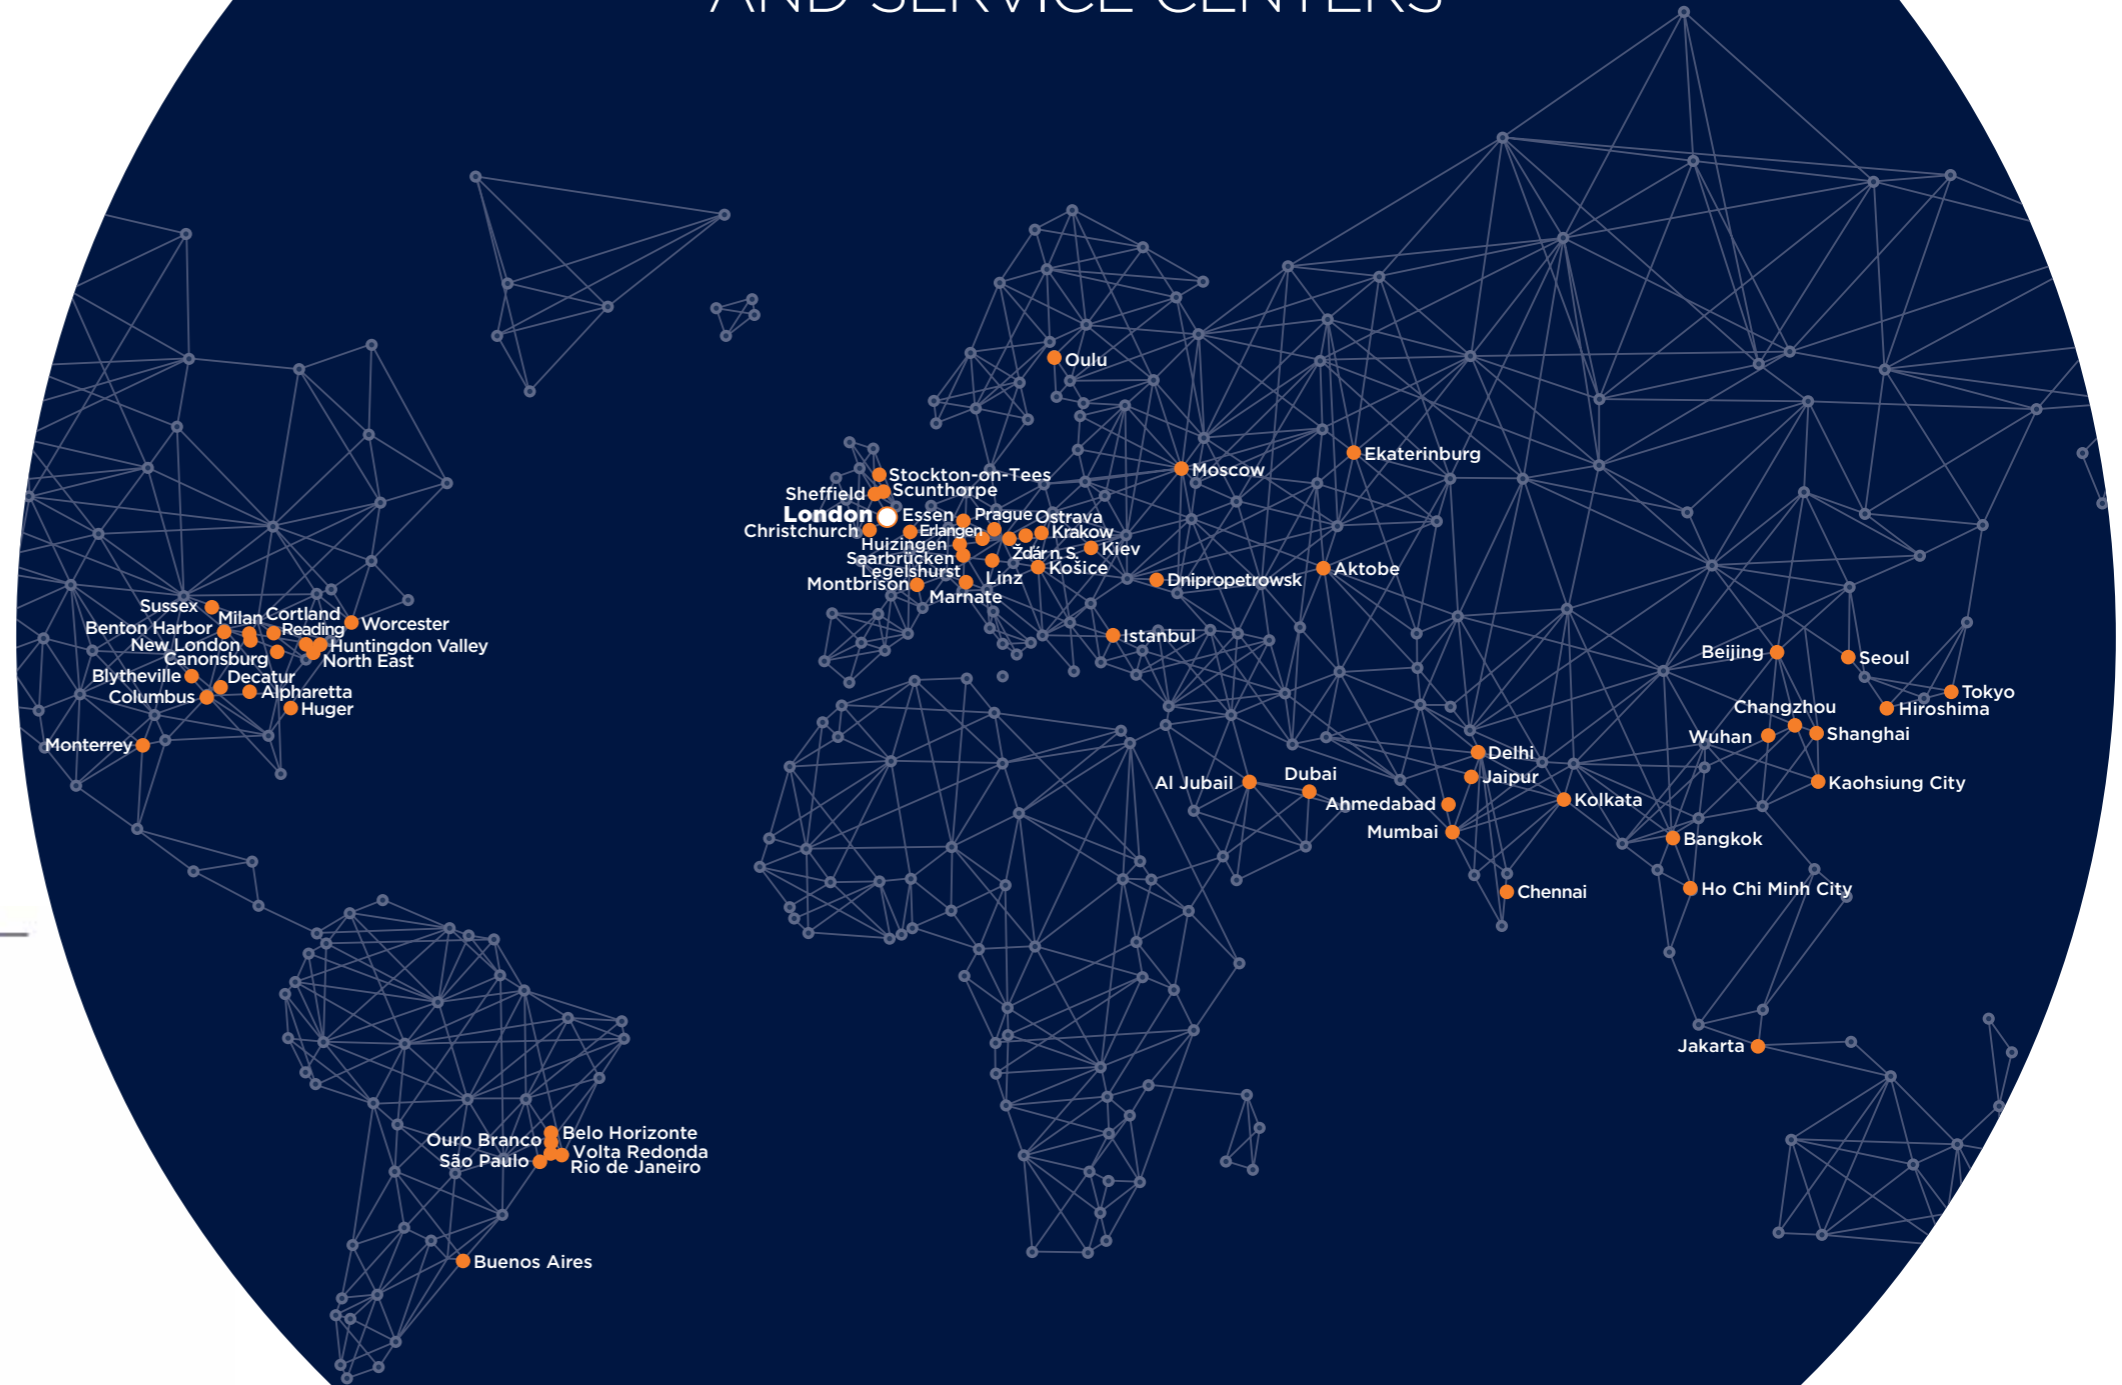 AND SERVICE CENTERS
Oulu
Ekaterinburg
Moscow
Stockton-on-Tees
Scunthorpe
Sheffield
London
Essen
Prague
Ostrava
Christchurch
Erlangen
Krakow
Huizingen
Kiev
Saarbrücken
Žďár n. S.
Košice
Legelshurst
Linz
Montbrison
Marnate
Dnipropetrowsk
Aktobe
Istanbul
Sussex
Milan
Cortland
Worcester
Benton Harbor
Reading
New London
Huntingdon Valley
Canonsburg
North East
Blytheville
Decatur
Columbus
Alpharetta
Huger
Monterrey
Beijing
Seoul
Tokyo
Changzhou
Hiroshima
Wuhan
Shanghai
Delhi
Al Jubail
Dubai
Jaipur
Kaohsiung City
Ahmedabad
Kolkata
Mumbai
Bangkok
Chennai
Ho Chi Minh City
Jakarta
Belo Horizonte
Ouro Branco
Volta Redonda
São Paulo
Rio de Janeiro
Buenos Aires